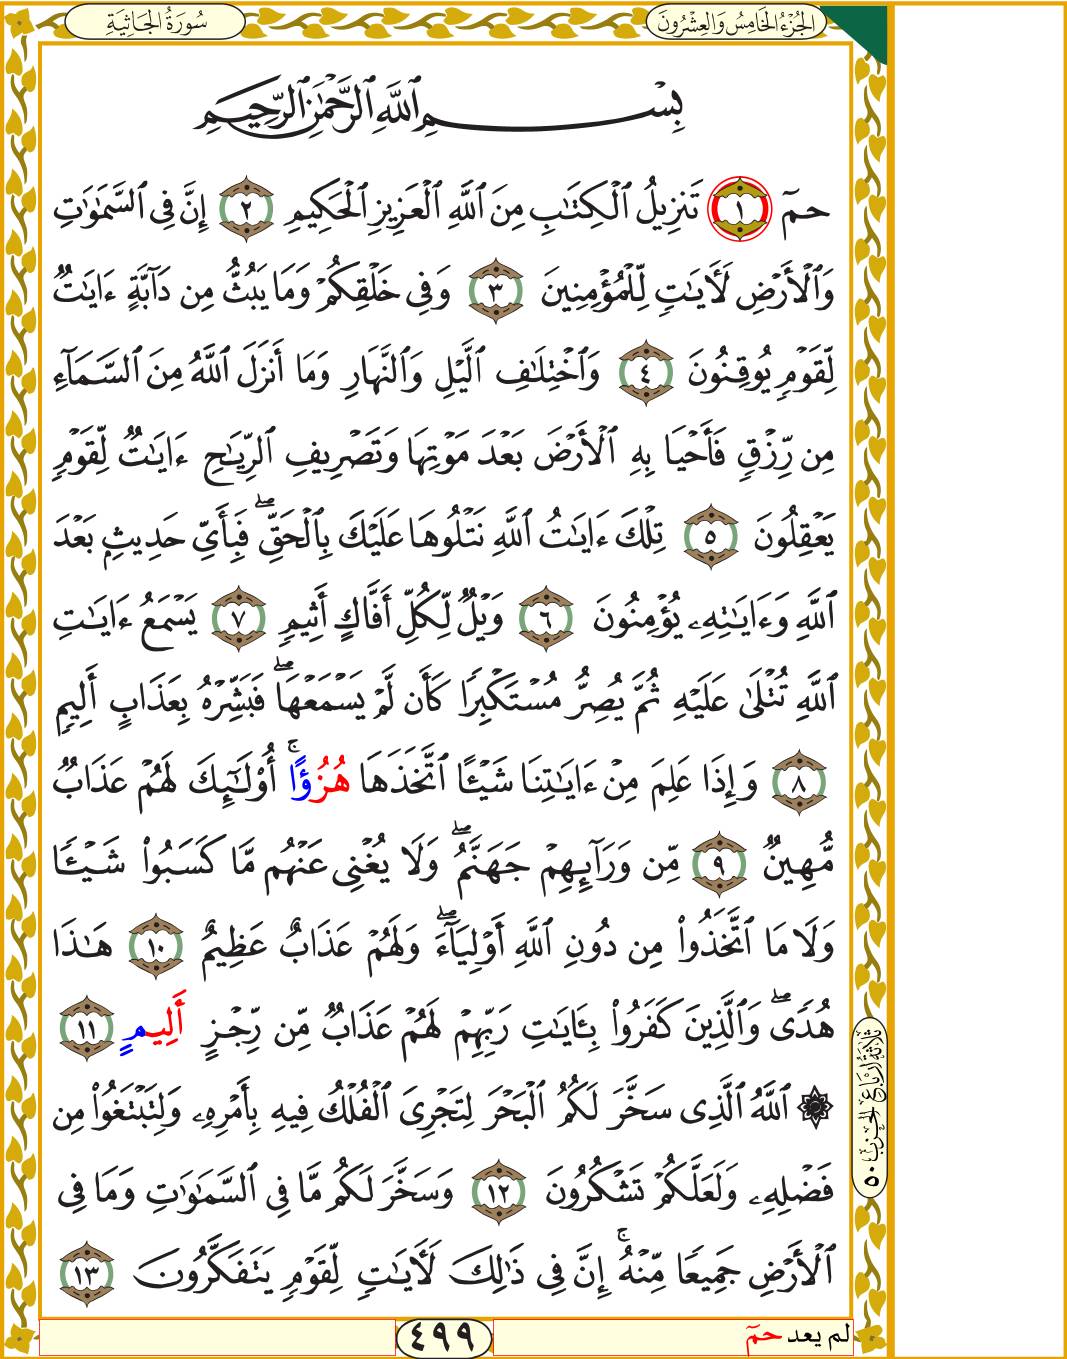 سُورَةُ الجَاثِيَةِ
الجُزْءُ الخَامِسُ وَالعِشْرُونَ
بِسْمِ ٱللَّهِ ٱلرَّحْمَٰنِ ٱلرَّحِيمِ
حمٓ ١ تَنزِيلُ ٱلْكِتَٰبِ مِنَ ٱللَّهِ ٱلْعَزِيزِ ٱلْحَكِيمِ ٢ إِنَّ فِى ٱلسَّمَٰوَٰتِ
وَٱلْأَرْضِ لَأَيَٰتٍ لِّلْمُؤْمِنِينَ ٣ وَفِى خَلْقِكُمْ وَمَا يَبُثُّ مِن دَآبَّةٍ ءَايَٰتٌ
لِّقَوْمٍ يُوقِنُونَ ٤ وَٱخْتِلَٰفِ ٱلَّيْلِ وَٱلنَّهَارِ وَمَا أَنزَلَ ٱللَّهُ مِنَ ٱلسَّمَآءِ
مِن رِّزْقٍ فَأَحْيَا بِهِ ٱلْأَرْضَ بَعْدَ مَوْتِهَا وَتَصْرِيفِ ٱلرِّيَٰحِ ءَايَٰتٌ لِّقَوْمٍ
يَعْقِلُونَ ٥ تِلْكَ ءَايَٰتُ ٱللَّهِ نَتْلُوهَا عَلَيْكَ بِٱلْحَقِّۖ فَبِأَىِّ حَدِيثٍ بَعْدَ
ٱللَّهِ وَءَايَٰتِهِۦ يُؤْمِنُونَ ٦ وَيْلٌ لِّكُلِّ أَفَّاكٍ أَثِيمٍ ٧ يَسْمَعُ ءَايَٰتِ
ٱللَّهِ تُتْلَىٰ عَلَيْهِ ثُمَّ يُصِرُّ مُسْتَكْبِرًا كَأَن لَّمْ يَسْمَعْهَاۖ فَبَشِّرْهُ بِعَذَابٍ أَلِيمٍ
٨ وَإِذَا عَلِمَ مِنْ ءَايَٰتِنَا شَيْـًٔا ٱتَّخَذَهَا هُزُؤًاۚ أُوْلَٰٓئِكَ لَهُمْ عَذَابٌ
مُّهِينٌ ٩ مِّن وَرَآئِهِمْ جَهَنَّمُۖ وَلَا يُغْنِى عَنْهُم مَّا كَسَبُوا۟ شَيْـًٔا
وَلَا مَا ٱتَّخَذُوا۟ مِن دُونِ ٱللَّهِ أَوْلِيَآءَۖ وَلَهُمْ عَذَابٌ عَظِيمٌ ١٠ هَٰذَا
هُدًىۖ وَٱلَّذِينَ كَفَرُوا۟ بِـَٔايَٰتِ رَبِّهِمْ لَهُمْ عَذَابٌ مِّن رِّجْزٍ أَلِيمٍ ١١
۞ ٱللَّهُ ٱلَّذِى سَخَّرَ لَكُمُ ٱلْبَحْرَ لِتَجْرِىَ ٱلْفُلْكُ فِيهِ بِأَمْرِهِۦ وَلِتَبْتَغُوا۟ مِن
فَضْلِهِۦ وَلَعَلَّكُمْ تَشْكُرُونَ ١٢ وَسَخَّرَ لَكُم مَّا فِى ٱلسَّمَٰوَٰتِ وَمَا فِى
ٱلْأَرْضِ جَمِيعًا مِّنْهُۚ إِنَّ فِى ذَٰلِكَ لَأَيَٰتٍ لِّقَوْمٍ يَتَفَكَّرُونَ ١٣
ثلاثة أرباع الحزب ٥٠
لم يعد حمٓ
٤٩٩